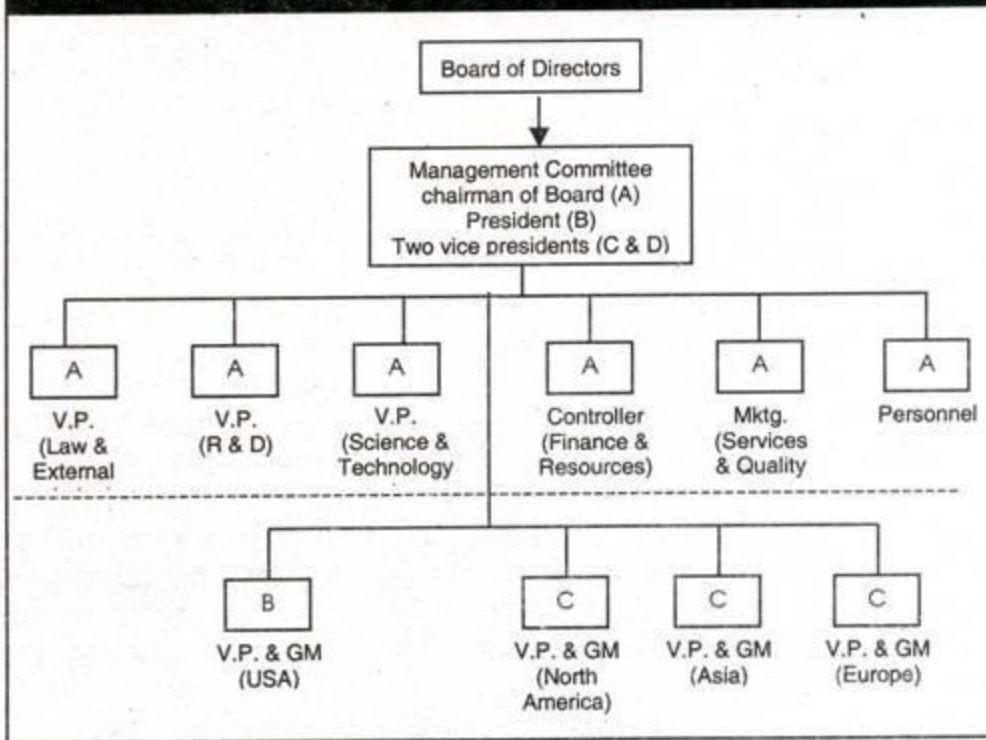 Board of Directors
Management Committee
chairman of Board (A)
President (B)
Two vice presidents (C & D)
A
A
A
A
A
A
V.P.
(Law &
External
V.P.
(R & D)
V.P.
(Science &
Technology
Controller
(Finance &
Resources)
Mktg.
(Services
& Quality
Personnel
B
C
C
C
V.P. & GM
(USA)
V.P. & GM
(North
America)
V.P. & GM
(Asia)
V.P. & GM
(Europe)